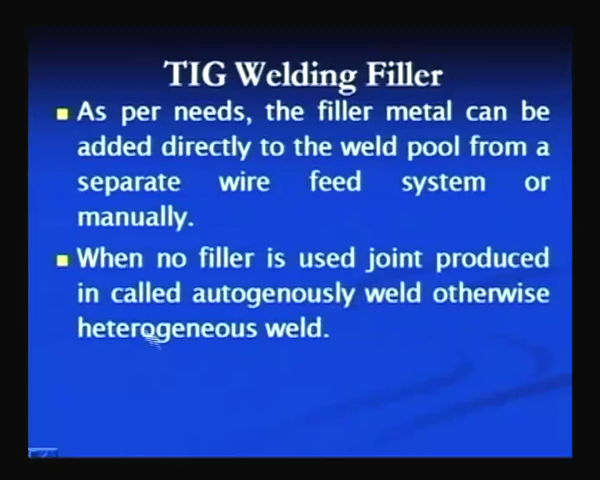 TIG Welding Filler
As per needs, the filler metal can be
added directly to the weld pool from a
separate wire feed system or
manually.
When no filler is used joint produced
in called autogenously weld otherwise
heterogeneous weld.